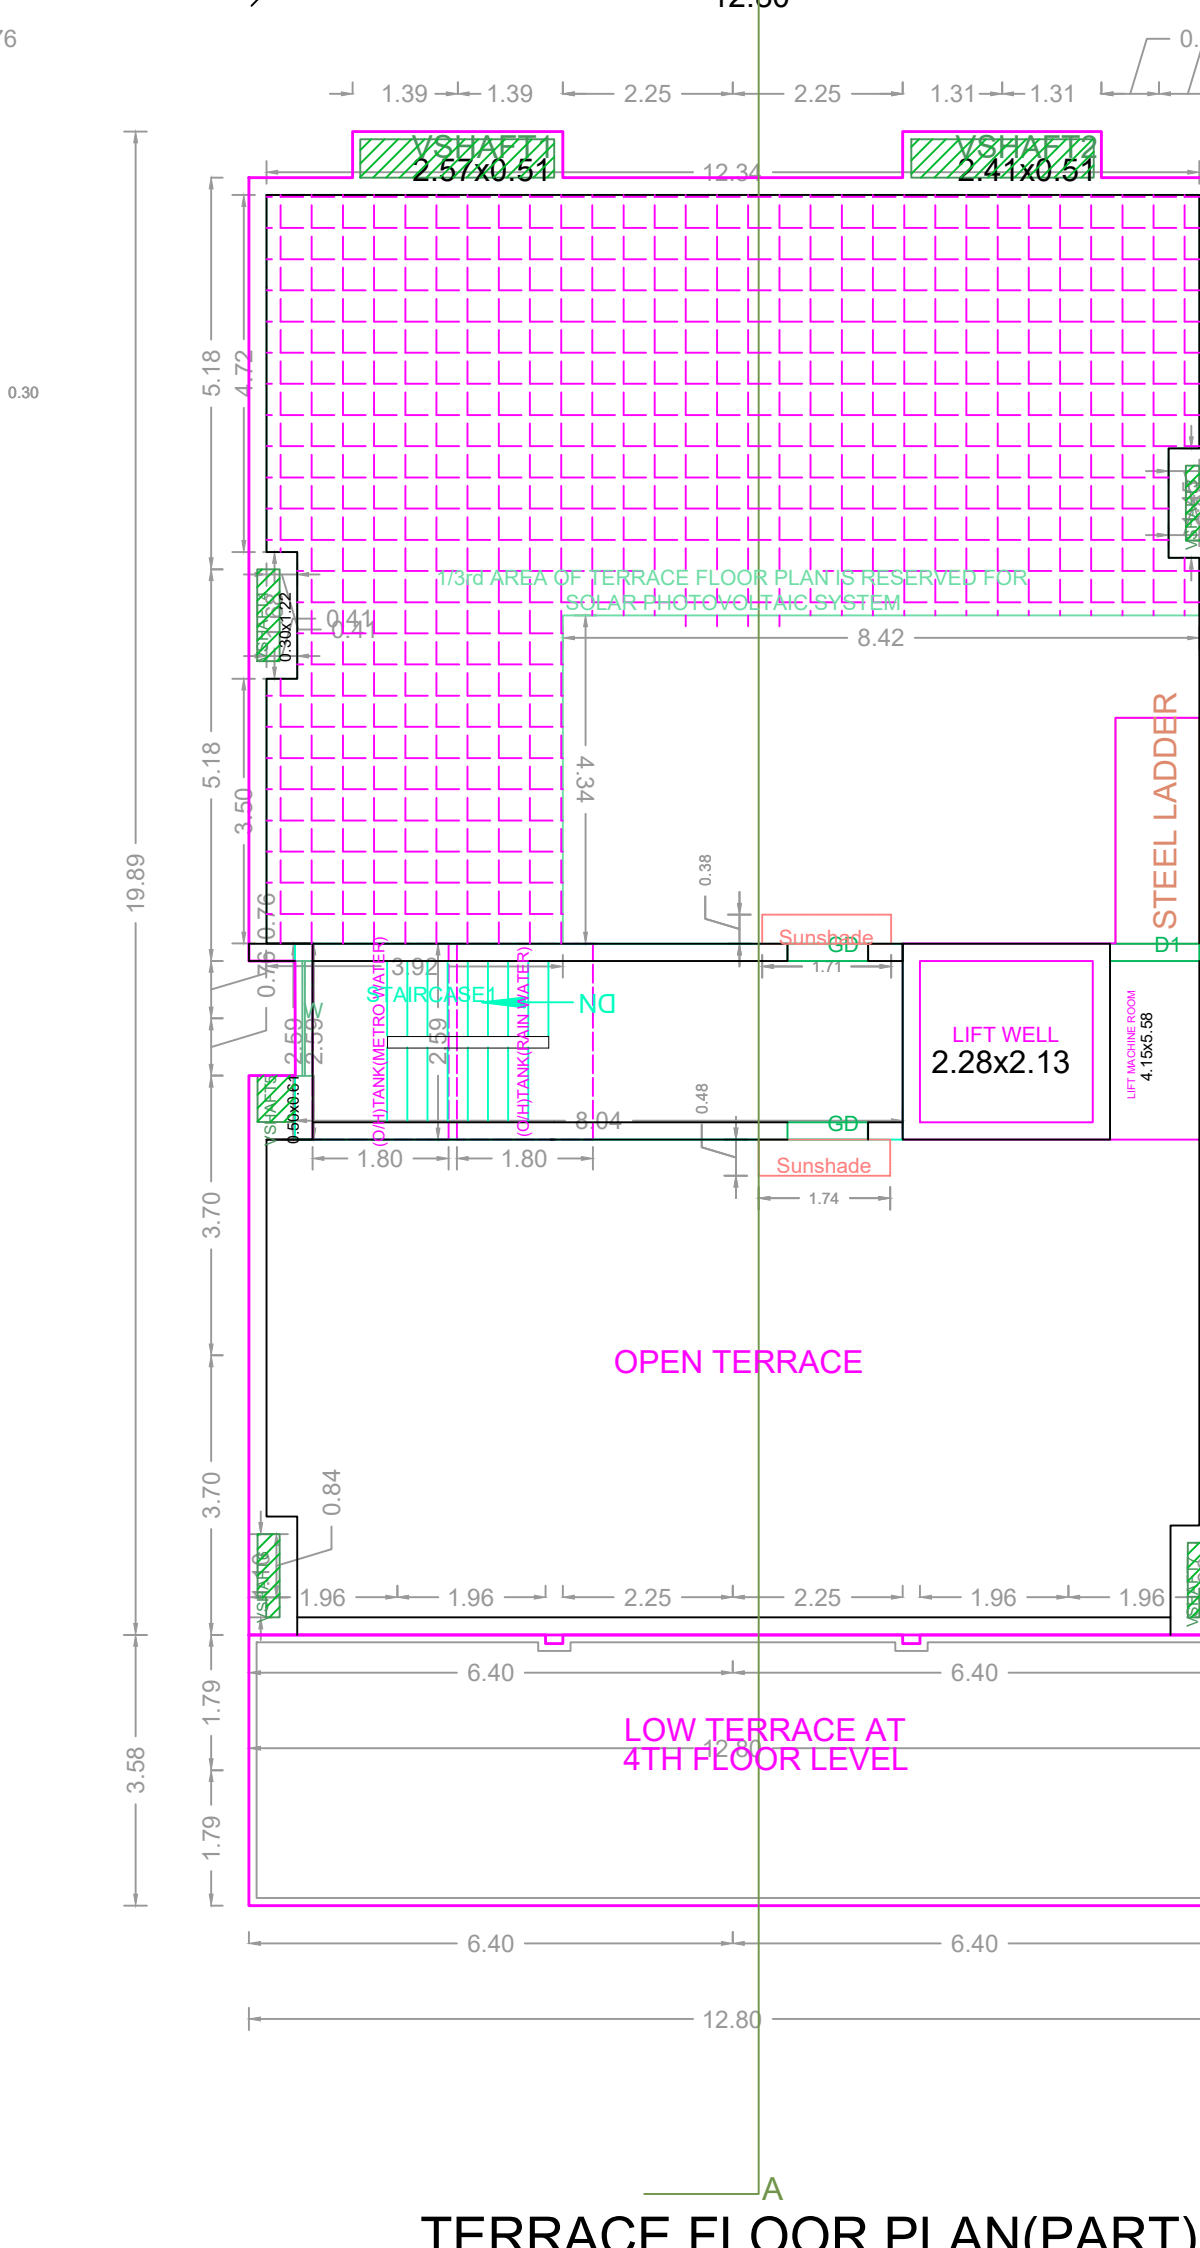 12.80
76
0.
1.39
1.39
2.25
2.25
1.31
1.31
VSHAFT1
2.57x0.51
VSHAFT2
2.41x0.51
12.34
5.18
4.72
0.30
1/3rd AREA OF TERRACE FLOOR PLAN IS RESERVED FOR
SOLAR PHOTOVOLTAIC SYSTEM
0.30x1.22
0.41
0.41
8.42
STEEL LADDER
5.18
3.50
4.34
19.89
0.38
0.76
0.76
Sunshade
GD
D1
1.71
3.92
STAIRCASE1
DN
W
(O/H)TANK(METRO WATER)
(O/H)TANK(RAIN WATER)
2.59
2.59
2.59
LIFT WELL
2.28x2.13
LIFT MACHINE ROOM
4.15x5.58
0.50x0.61
8.04
0.48
GD
1.80
1.80
Sunshade
1.74
3.70
OPEN TERRACE
3.70
0.84
1.96
1.96
2.25
2.25
1.96
1.96
6.40
6.40
1.79
LOW TERRACE AT
4TH FLOOR LEVEL
12.80
3.58
1.79
6.40
6.40
12.80
A
TERRACE FLOOR PLAN(PART)